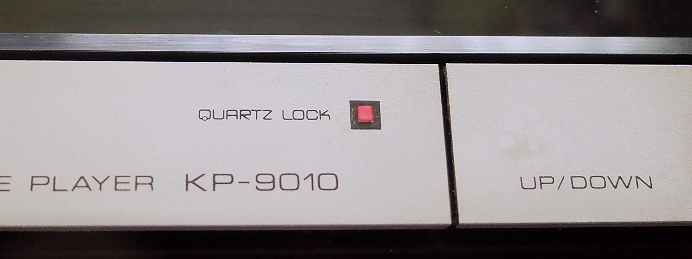 QUARTZ LOCK
E PLAYER KP-9010
UP/DOWN